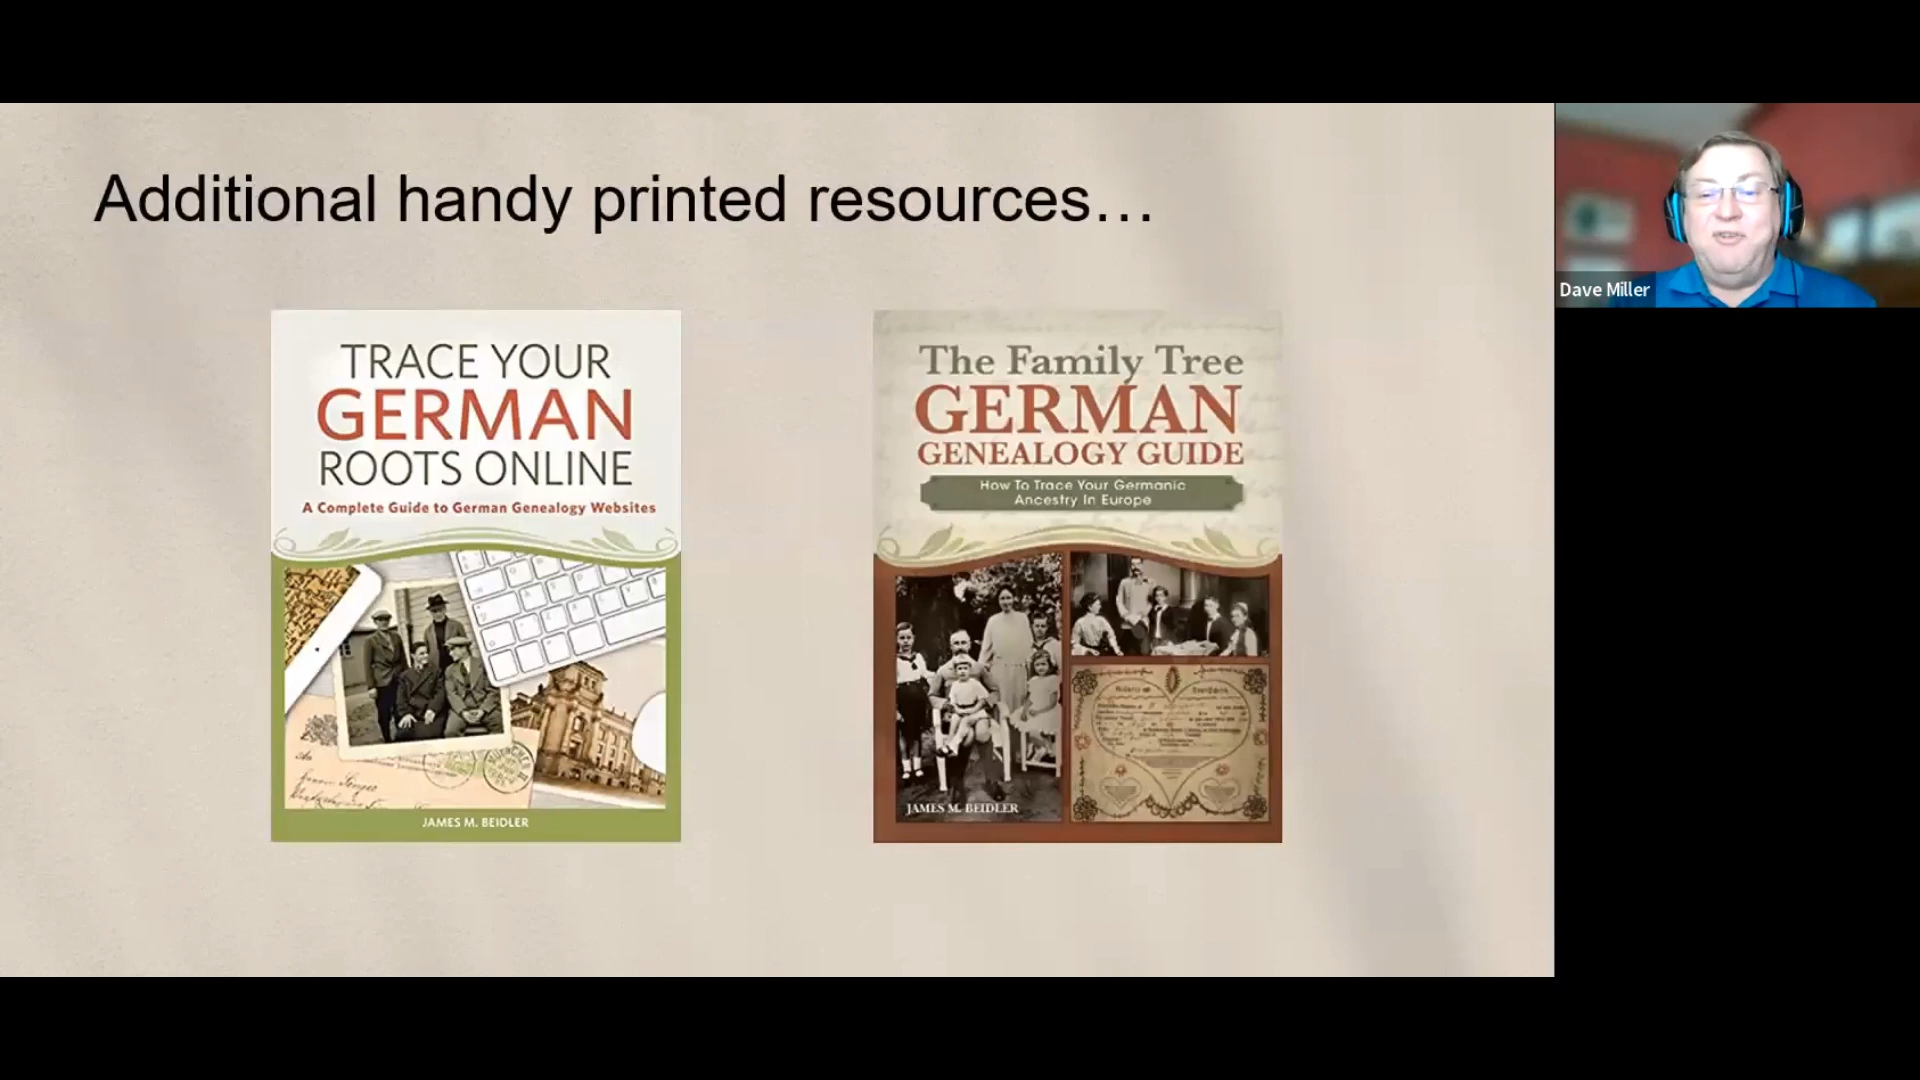 Additional handy printed resources…
TRACE YOUR
GERMAN
ROOTS ONLINE
A Complete Guide to German Genealogy Websites
JAMES M. BEIDLER
The Family Tree
GERMAN
GENEALOGY GUIDE
How To Trace Your Germanic
Ancestry In Europe
JAMES M. BEIDLER
Dave Miller